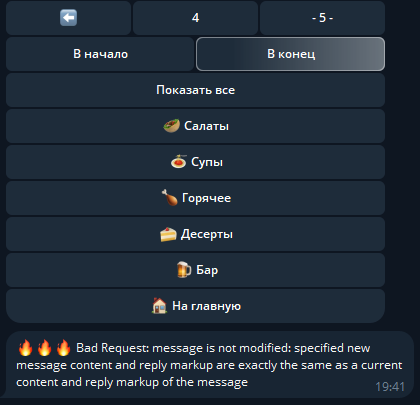 4 - 5 -
В начало В конец
Показать все
Салаты
Супы
Горячее
Десерты
Бар
На главную
Bad Request: message is not modified: specified new
message content and reply markup are exactly the same as a current
content and reply markup of the message
19:41